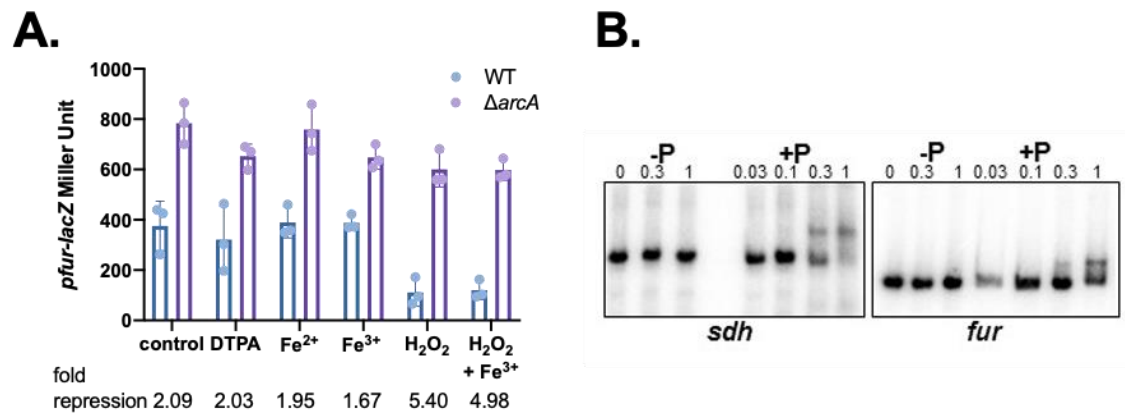 A.
B.
1000
800
600
400
200
0
pfur-lacZ Miller Unit
WT
ΔarcA
control DTPA Fe²⁺ Fe³⁺ H₂O₂ H₂O₂
+ Fe³⁺
fold
repression 2.09 2.03 1.95 1.67 5.40 4.98
-P +P
0 0.3 1 0.03 0.1 0.3 1
sdh
-P +P
0 0.3 1 0.03 0.1 0.3 1
fur